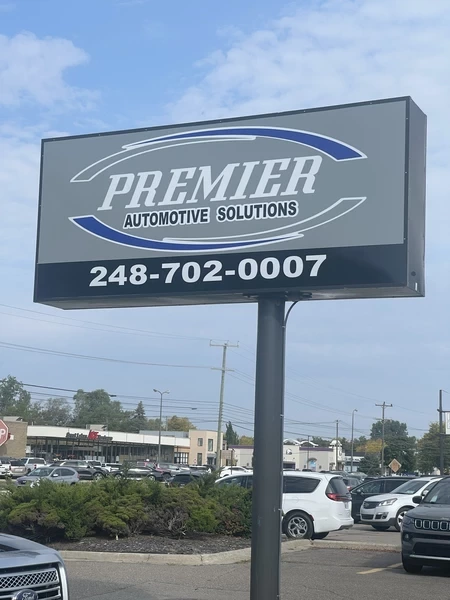 PREMIER
AUTOMOTIVE SOLUTIONS
248-702-0007